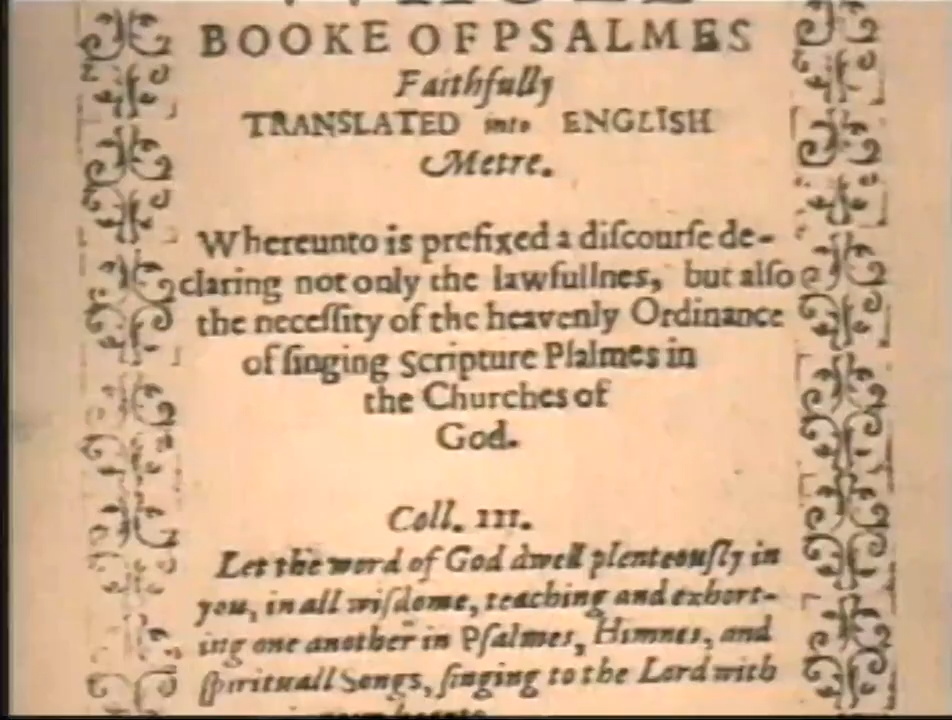 BOOKE OF PSALMES
Faithfully
TRANSLATED into ENGLISH
Metre.
Whereunto is prefixed a diſcourſe de-
claring not only the lawfullnes, but alſo
the neceſſity of the heavenly Ordinance
of ſinging Scripture Pſalmes in
the Churches of
God.
Coll. III.
Let the word of God dwell plenteouſly in
you, in all wiſdome, teaching and exhort-
ing one another in Pſalmes, Himnes, and
ſpirituall Songs, ſinging to the Lord with